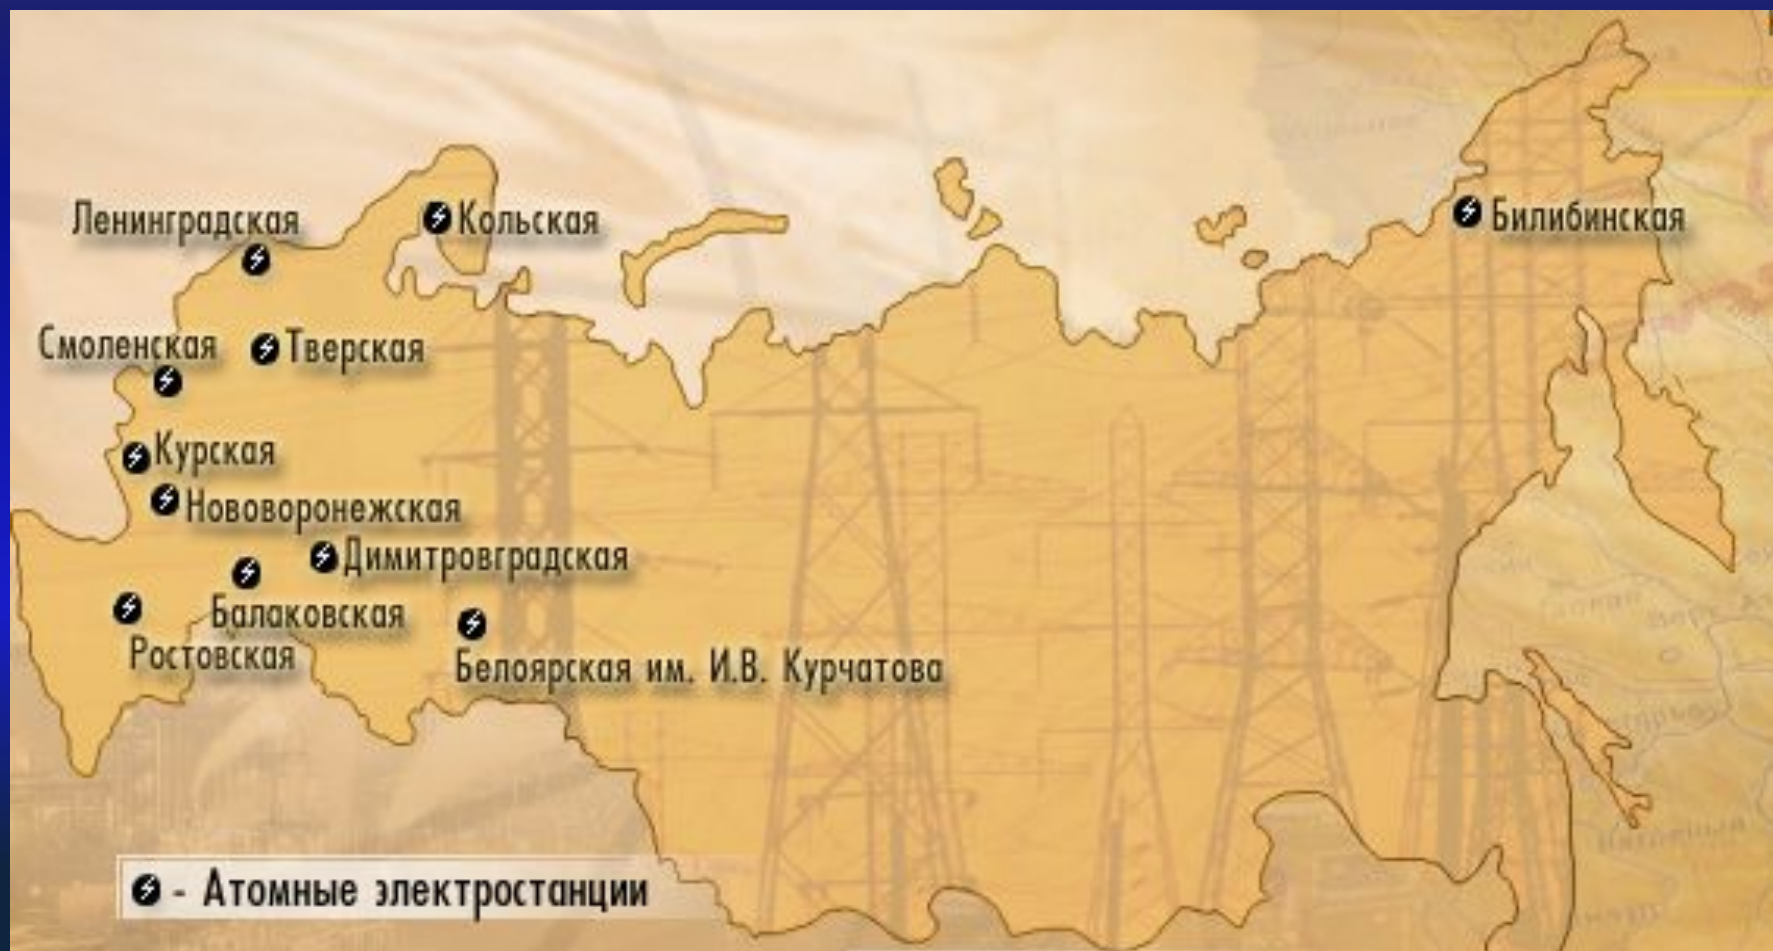 Ленинградская
Кольская
Билибинская
Смоленская
Тверская
Курская
Нововоронежская
Димитровградская
Балаковская
Ростовская
Белоярская им. И.В. Курчатова
- Атомные электростанции